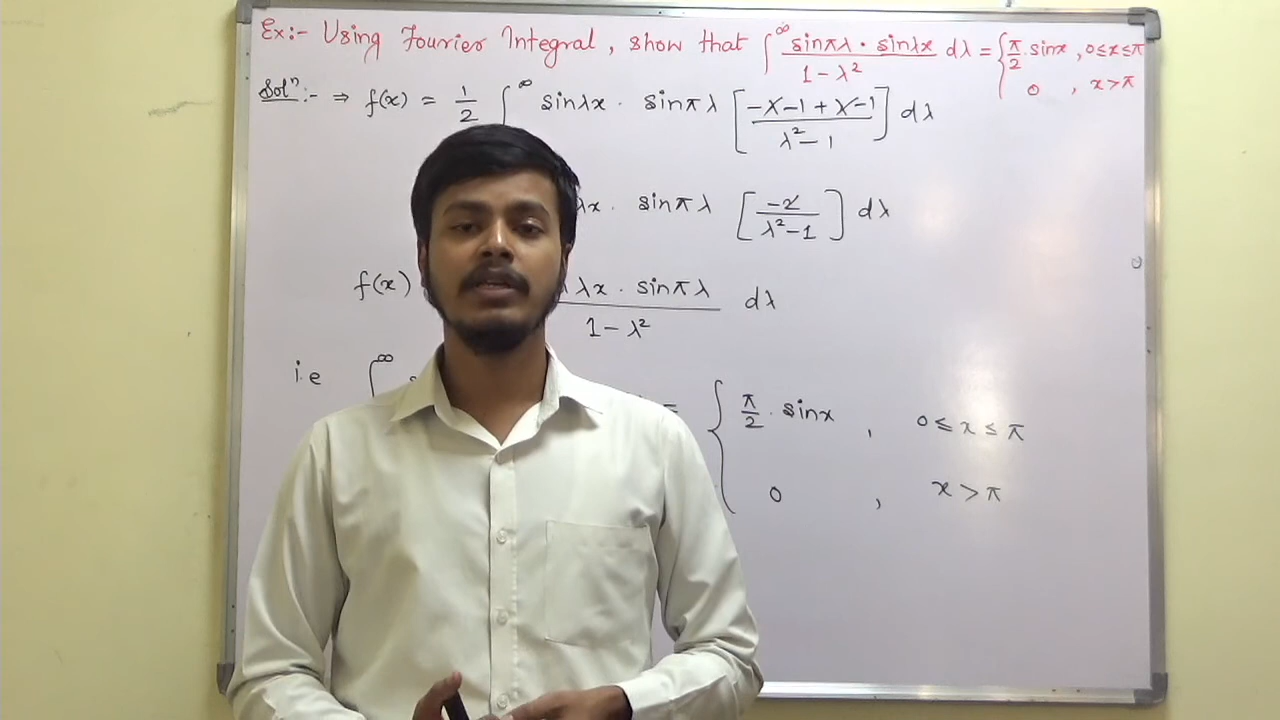 Ex:- Using Fourier Integral, show that ∫₀^∞ sinπλ · sinλx / 1 - λ² dλ = { π/2 · sinx , 0≤x≤π
0 , x>π
Solⁿ:- ⇒ f(x) = 1/2 ∫ ^∞ sinλx · sinπλ [ -λ-1+λ-1 / λ²-1 ] dλ
λx · sinπλ [ -2 / λ²-1 ] dλ
f(x) λx · sinπλ / 1-λ² dλ
i.e ∫ ^∞ = { π/2 · sinx , 0≤x≤π
0 , x>π